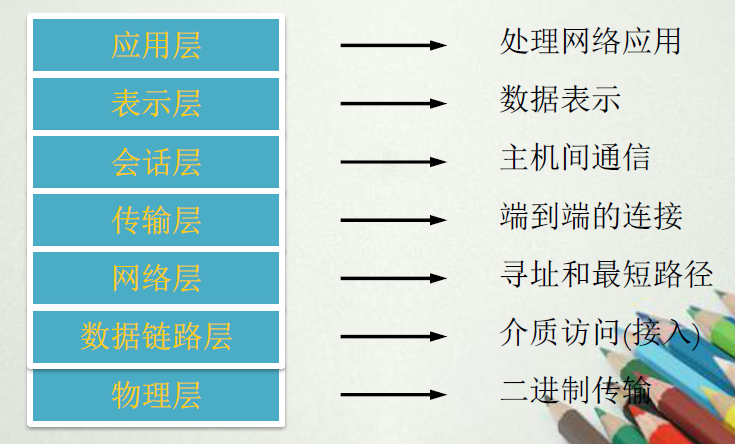 应用层 处理网络应用
表示层 数据表示
会话层 主机间通信
传输层 端到端的连接
网络层 寻址和最短路径
数据链路层 介质访问(接入)
物理层 二进制传输